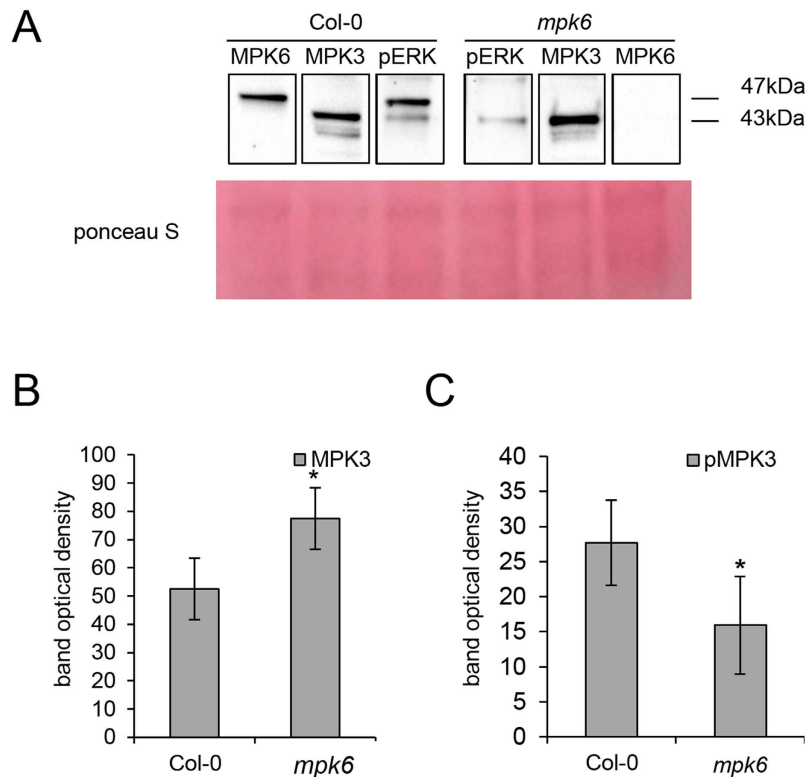 A
Col-0 mpk6
MPK6 MPK3 pERK pERK MPK3 MPK6
47kDa
43kDa
ponceau S
B
band optical density
100
90
80
70
60
50
40
30
20
10
0
MPK3
*
Col-0 mpk6
C
band optical density
40
35
30
25
20
15
10
5
0
pMPK3
*
Col-0 mpk6